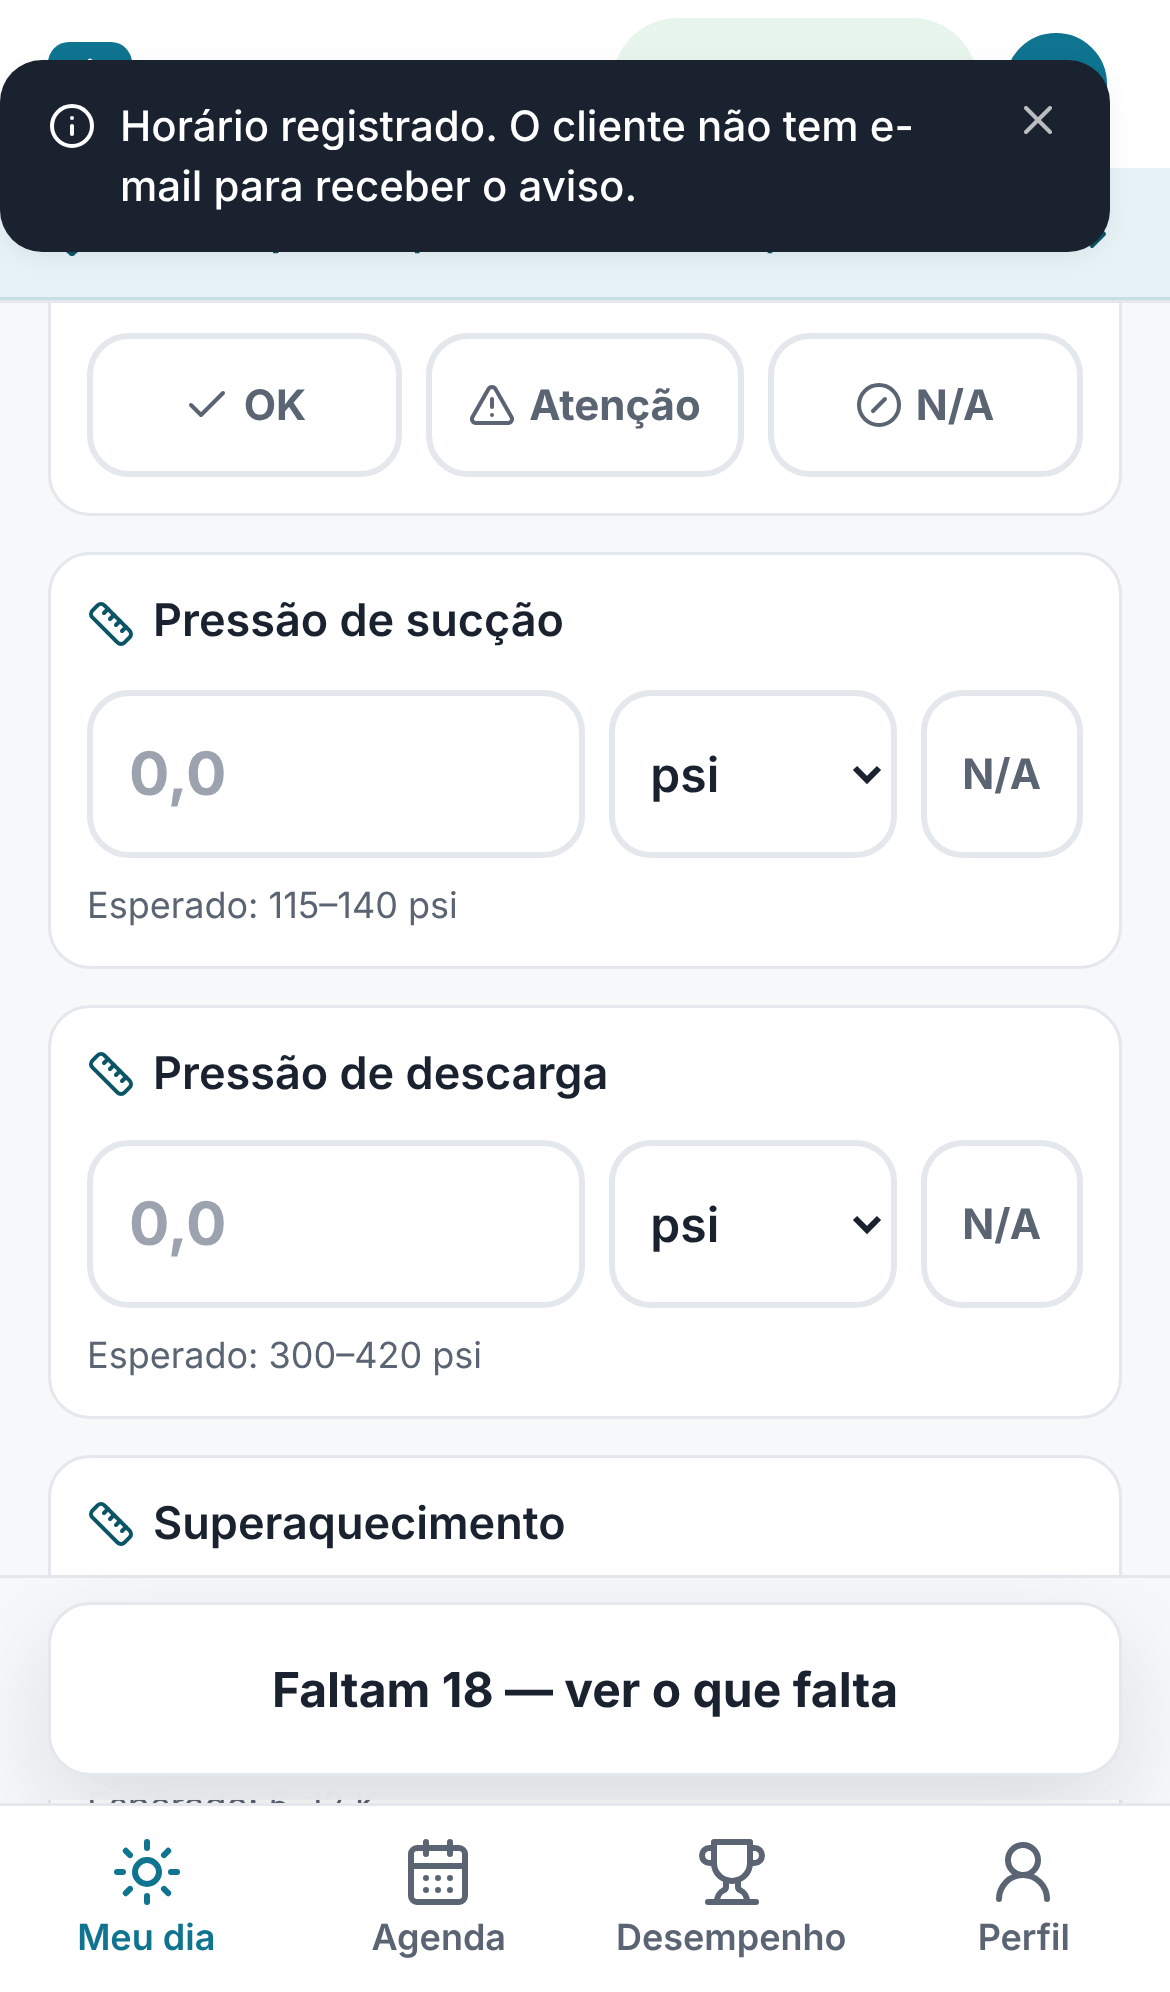 Horário registrado. O cliente não tem e-
mail para receber o aviso.
OK
Atenção
N/A
Pressão de sucção
0,0
psi
N/A
Esperado: 115–140 psi
Pressão de descarga
0,0
psi
N/A
Esperado: 300–420 psi
Superaquecimento
Faltam 18 — ver o que falta
Meu dia
Agenda
Desempenho
Perfil